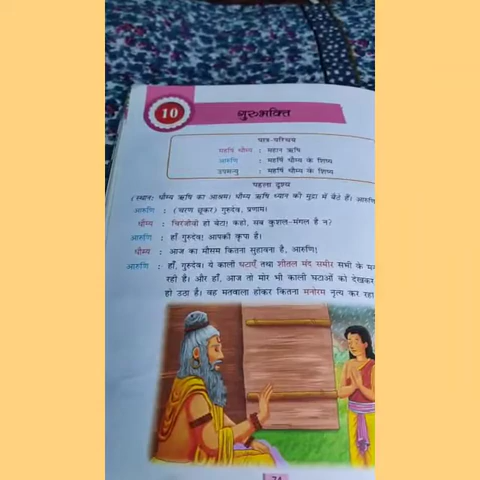 10
गुरुभक्ति
पात्र-परिचय
महर्षि धौम्य : महान ऋषि
आरुणि : महर्षि धौम्य के शिष्य
उपमन्यु : महर्षि धौम्य के शिष्य
पहला दृश्य
(स्थान: धौम्य ऋषि का आश्रम। धौम्य ऋषि ध्यान की मुद्रा में बैठे हैं। आरुणि
आरुणि : (चरण छूकर) गुरुदेव, प्रणाम।
धौम्य : चिरंजीवी हो बेटा! कहो, सब कुशल-मंगल है न?
आरुणि : हाँ गुरुदेव! आपकी कृपा है।
धौम्य : आज का मौसम कितना सुहावना है, आरुणि!
आरुणि : हाँ, गुरुदेव! ये काली घटाएँ तथा शीतल मंद समीर सभी के मन
रही है। और हाँ, आज तो मोर भी काली घटाओं को देखकर
हो उठा है। वह मतवाला होकर कितना मनोरम नृत्य कर रहा
74